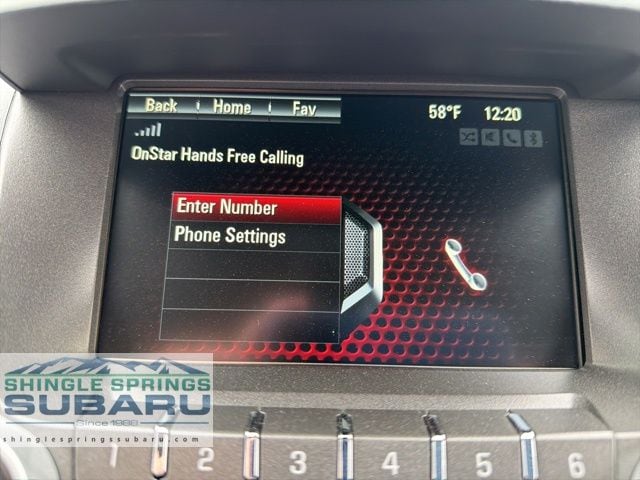 Back Home Fav 58°F 12:20
OnStar Hands Free Calling
Enter Number
Phone Settings
SHINGLE SPRINGS
SUBARU
Since 1988
shinglespringssubaru.com
1 2 3 4 5 6